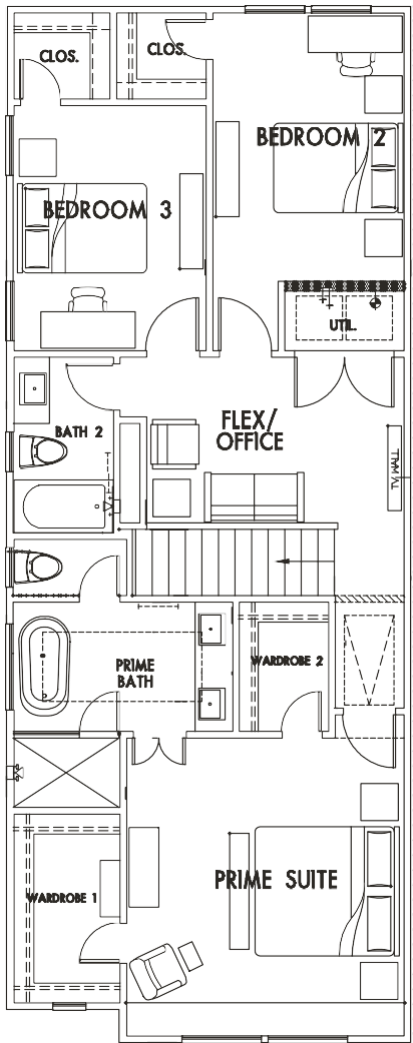 CLOS.
CLOS.
BEDROOM 2
BEDROOM 3
UTIL.
FLEX/
OFFICE
BATH 2
TV WALL
PRIME
BATH
WARDROBE 2
PRIME SUITE
WARDROBE 1